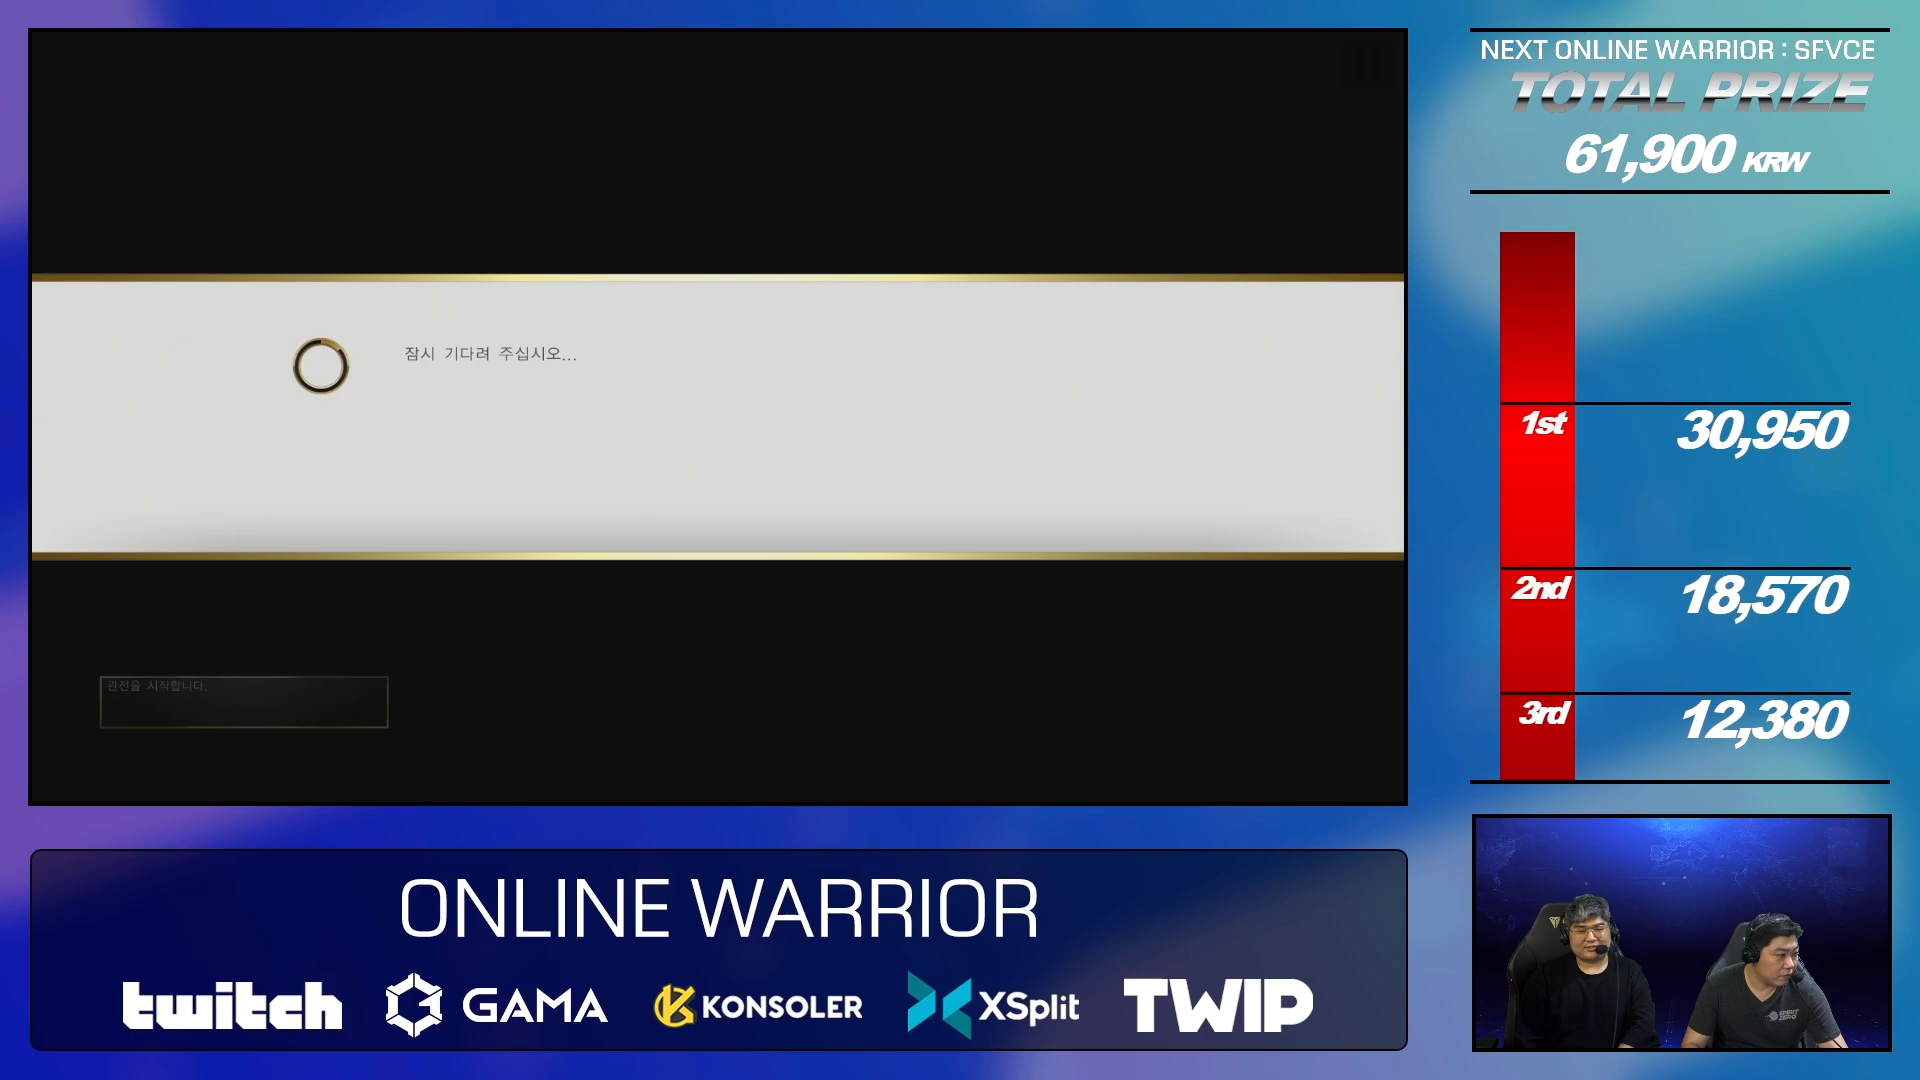 잠시 기다려 주십시오...
관전을 시작합니다.
NEXT ONLINE WARRIOR : SFVCE
TOTAL PRIZE
61,900 KRW
1st 30,950
2nd 18,570
3rd 12,380
ONLINE WARRIOR
twitch GAMA KONSOLER XSplit TWIP
SPIRIT
ZERO